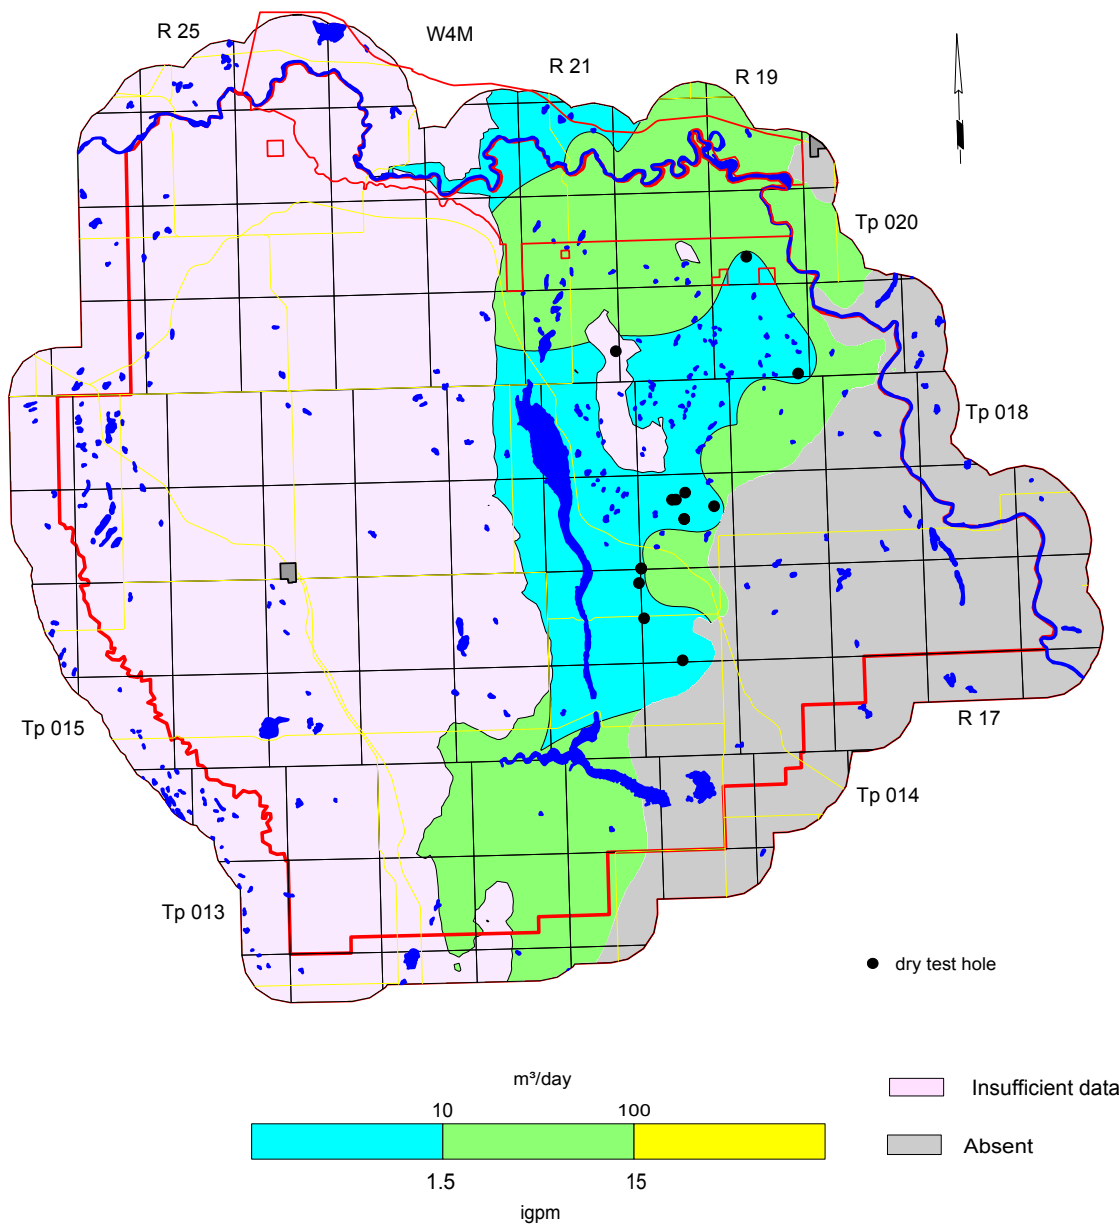 R 25
W4M
R 21
R 19
Tp 020
Tp 018
R 17
Tp 015
Tp 014
Tp 013
dry test hole
m³/day
10
100
Insufficient data
Absent
1.5
15
igpm